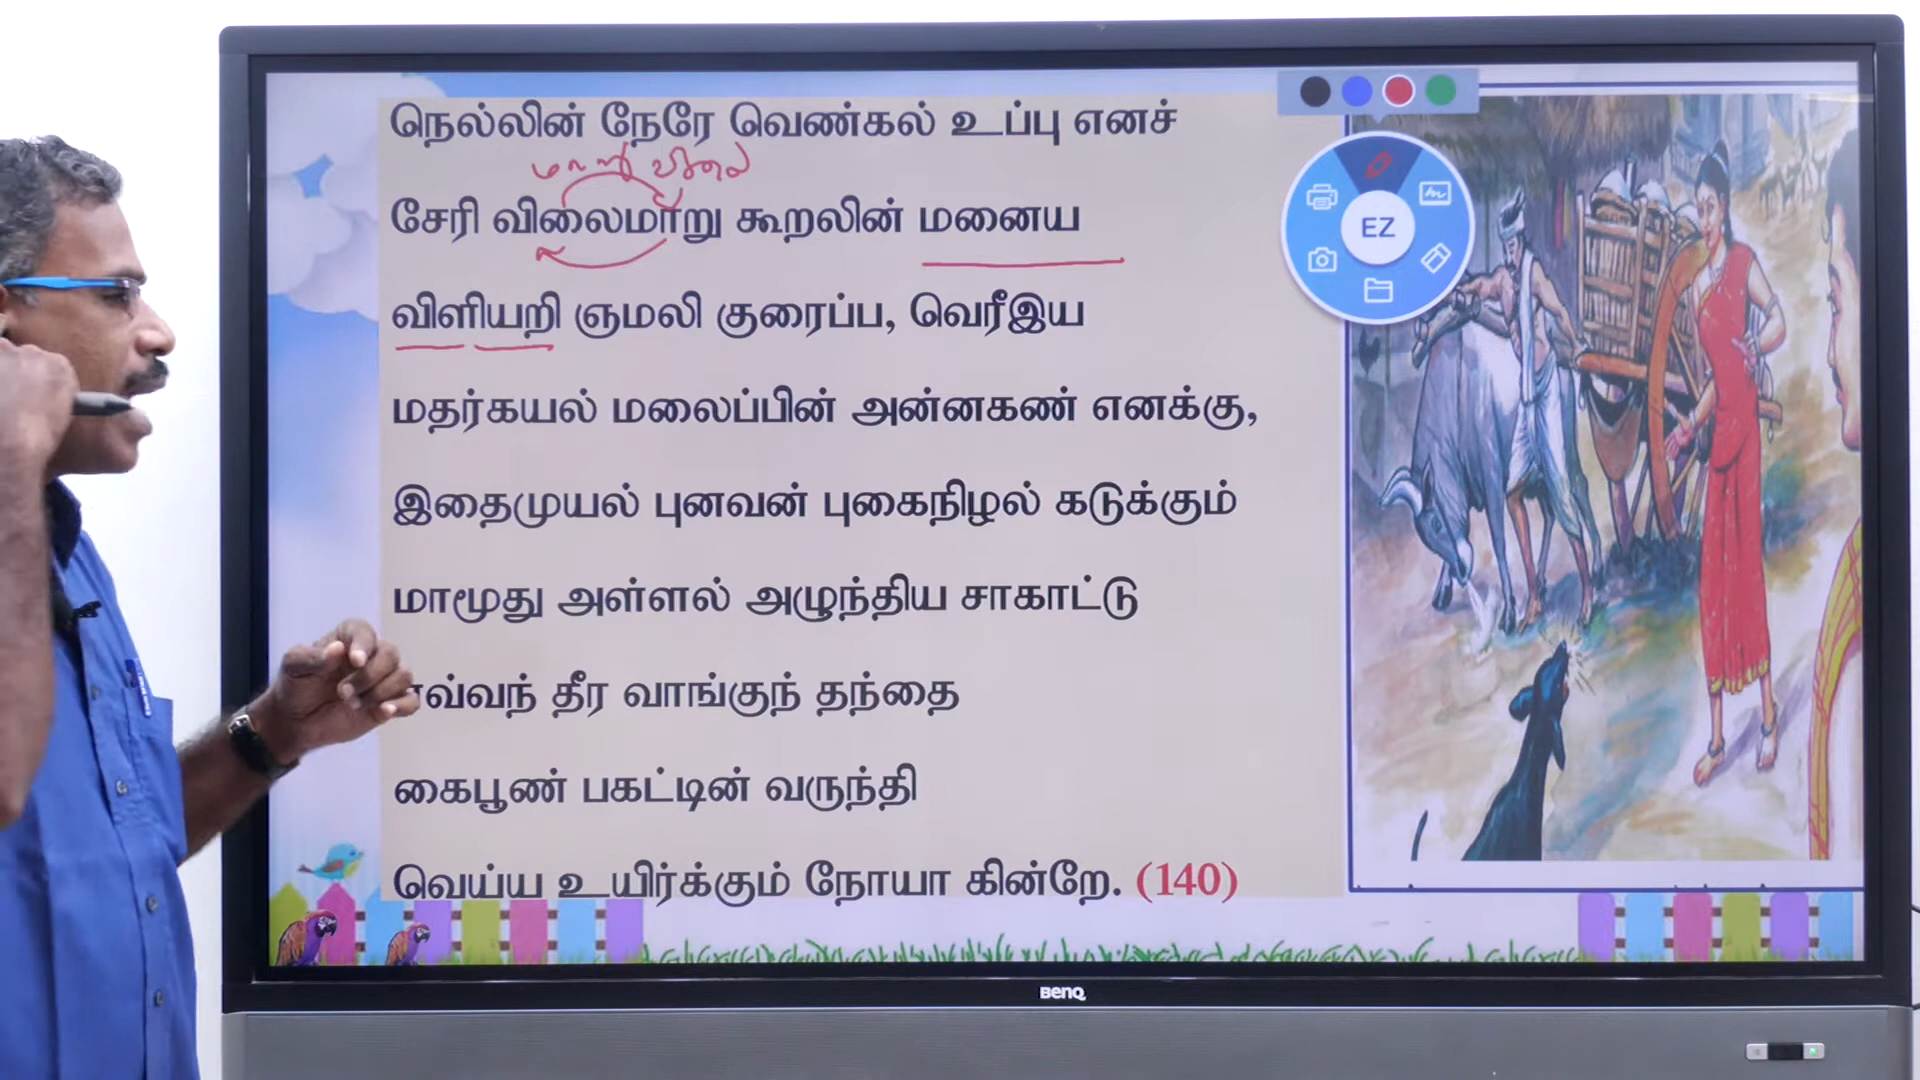 நெல்லின் நேரே வெண்கல் உப்பு எனச்
மாறு விலை
சேரி விலைமாறு கூறலின் மனைய
விளியறி ஞமலி குரைப்ப, வெரீஇய
மதர்கயல் மலைப்பின் அன்னகண் எனக்கு,
இதைமுயல் புனவன் புகைநிழல் கடுக்கும்
மாமூது அள்ளல் அழுந்திய சாகாட்டு
வ்வந் தீர வாங்குந் தந்தை
கைபூண் பகட்டின் வருந்தி
வெய்ய உயிர்க்கும் நோயா கின்றே. (140)
EZ
BenQ